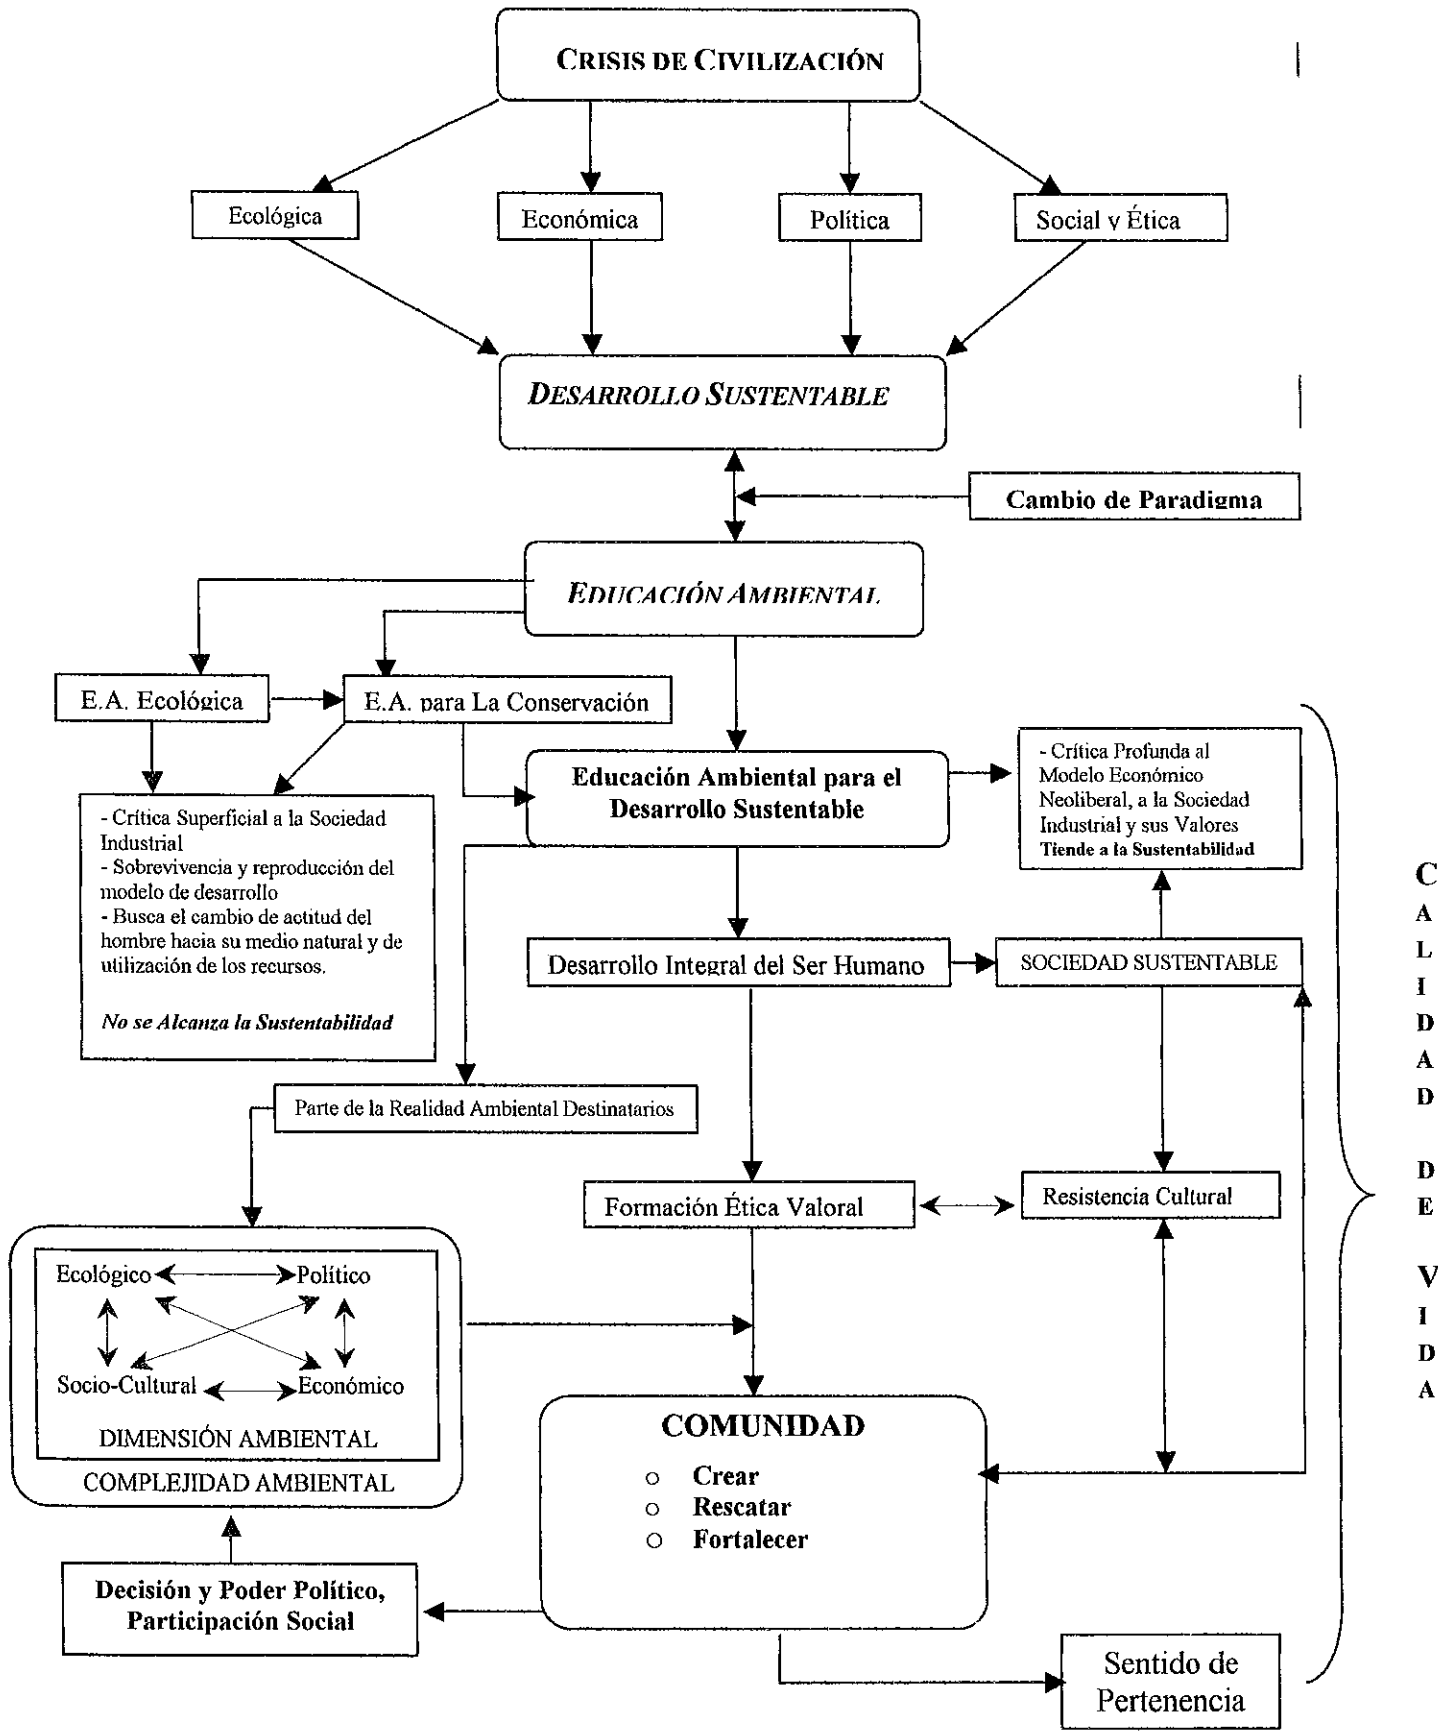 CRISIS DE CIVILIZACIÓN
Ecológica
Económica
Política
Social y Ética
DESARROLLO SUSTENTABLE
Cambio de Paradigma
EDUCACIÓN AMBIENTAL
E.A. Ecológica
E.A. para La Conservación
Educación Ambiental para el
Desarrollo Sustentable
- Crítica Profunda al
Modelo Económico
Neoliberal, a la Sociedad
Industrial y sus Valores
Tiende a la Sustentabilidad
- Crítica Superficial a la Sociedad
Industrial
- Sobrevivencia y reproducción del
modelo de desarrollo
- Busca el cambio de actitud del
hombre hacia su medio natural y de
utilización de los recursos.
No se Alcanza la Sustentabilidad
Desarrollo Integral del Ser Humano
SOCIEDAD SUSTENTABLE
Parte de la Realidad Ambiental Destinatarios
Formación Ética Valoral
Resistencia Cultural
Ecológico
Político
Socio-Cultural
Económico
DIMENSIÓN AMBIENTAL
COMPLEJIDAD AMBIENTAL
COMUNIDAD
○ Crear
○ Rescatar
○ Fortalecer
Decisión y Poder Político,
Participación Social
Sentido de
Pertenencia
CALIDAD DE VIDA